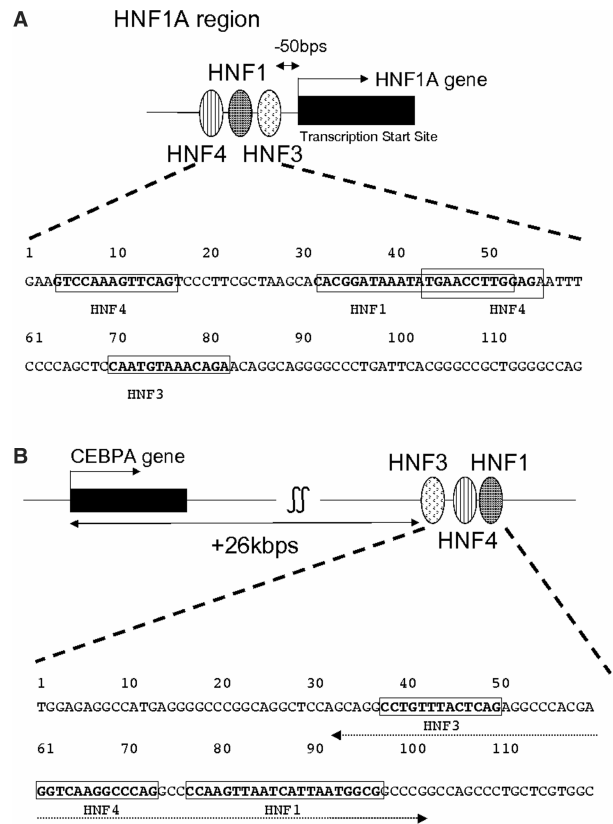 A
HNF1A region
-50bps
HNF1
HNF1A gene
Transcription Start Site
HNF4 HNF3
1 10 20 30 40 50
GAAGTCCAAAGTTCAGTCCCTTCGCTAAGCACACGGATAAATATGAACCTTGGAGAATTT
HNF4 HNF1 HNF4
61 70 80 90 100 110
CCCCAGCTCCAATGTAAACAGAACAGGCAGGGGCCCTGATTCACGGGCCGCTGGGGCCAG
HNF3
B
CEBPA gene
HNF3 HNF1
HNF4
+26kbps
1 10 20 30 40 50
TGGAGAGGCCATGAGGGGCCCGGCAGGCTCCAGCAGGCCTGTTTACTCAGAGGCCCACGA
HNF3
61 70 80 90 100 110
GGTCAAGGCCCAGGCCCCAAGTTAATCATTAATGGCGGCCCGGCCAGCCCTGCTCGTGGC
HNF4 HNF1